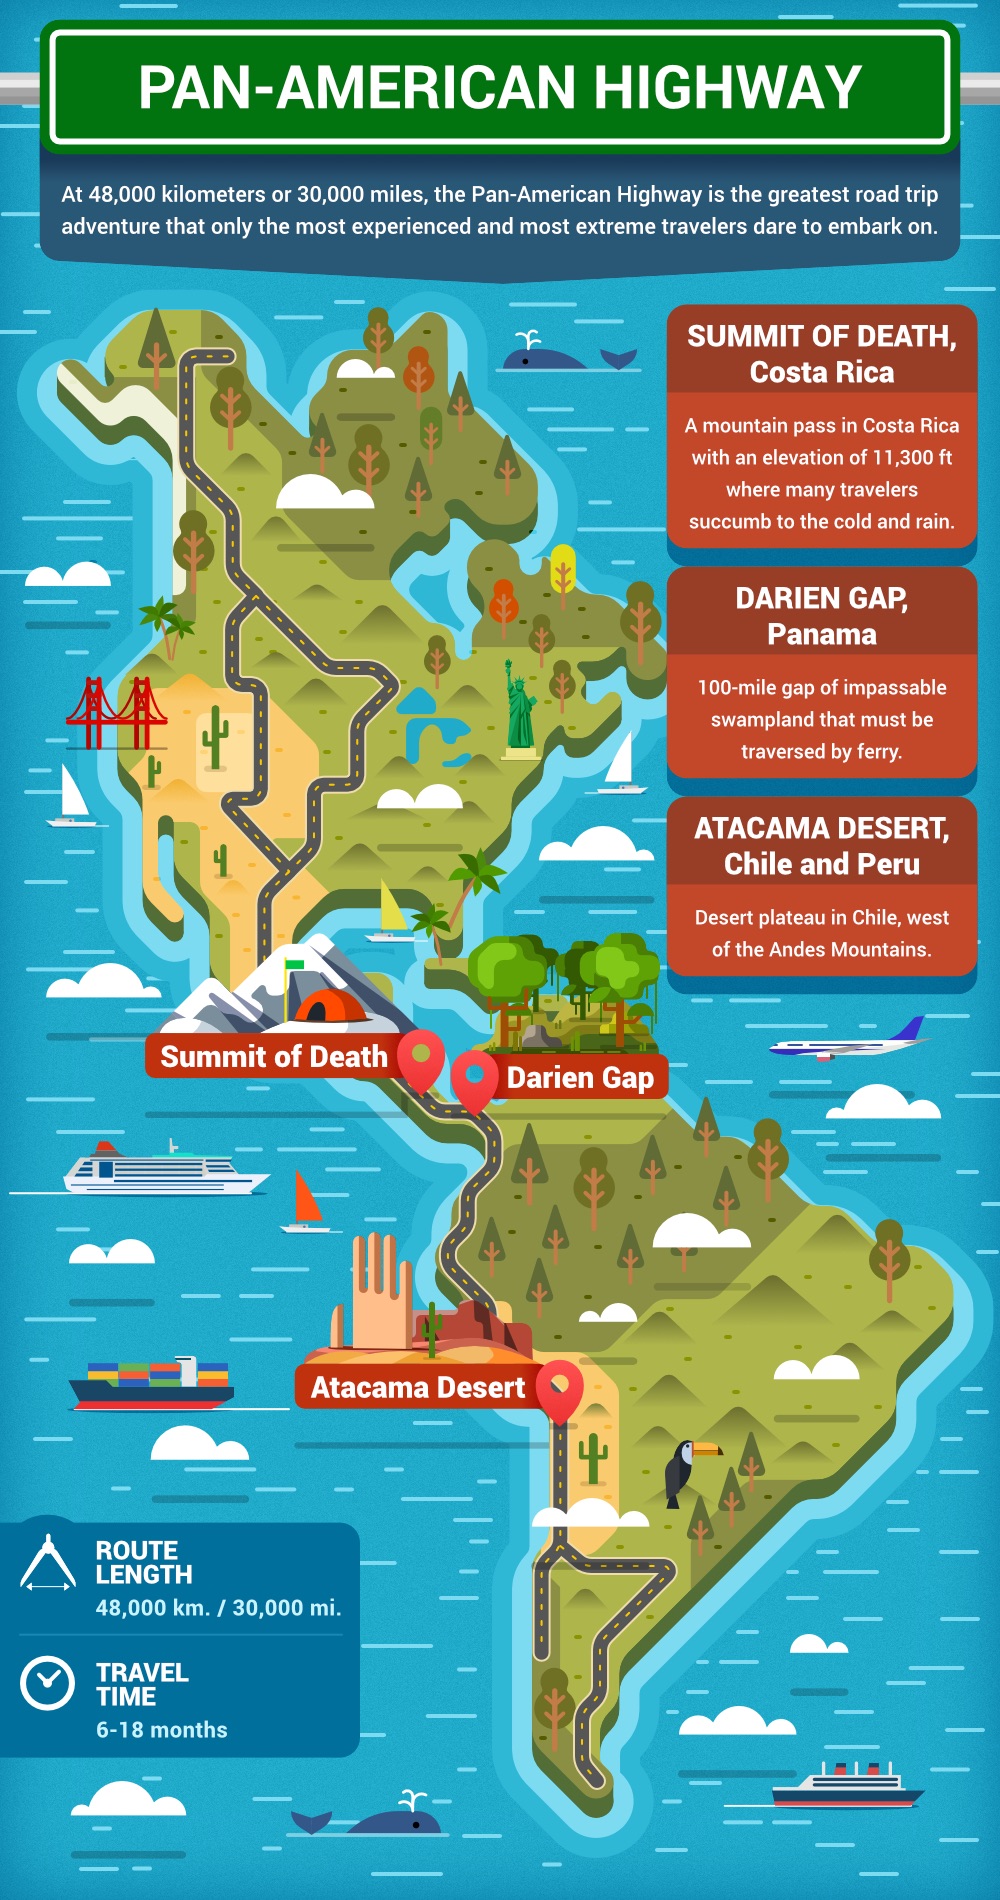 PAN-AMERICAN HIGHWAY
At 48,000 kilometers or 30,000 miles, the Pan-American Highway is the greatest road trip
adventure that only the most experienced and most extreme travelers dare to embark on.
SUMMIT OF DEATH,
Costa Rica
A mountain pass in Costa Rica
with an elevation of 11,300 ft
where many travelers
succumb to the cold and rain.
DARIEN GAP,
Panama
100-mile gap of impassable
swampland that must be
traversed by ferry.
ATACAMA DESERT,
Chile and Peru
Desert plateau in Chile, west
of the Andes Mountains.
Summit of Death
Darien Gap
Atacama Desert
ROUTE
LENGTH
48,000 km. / 30,000 mi.
TRAVEL
TIME
6-18 months